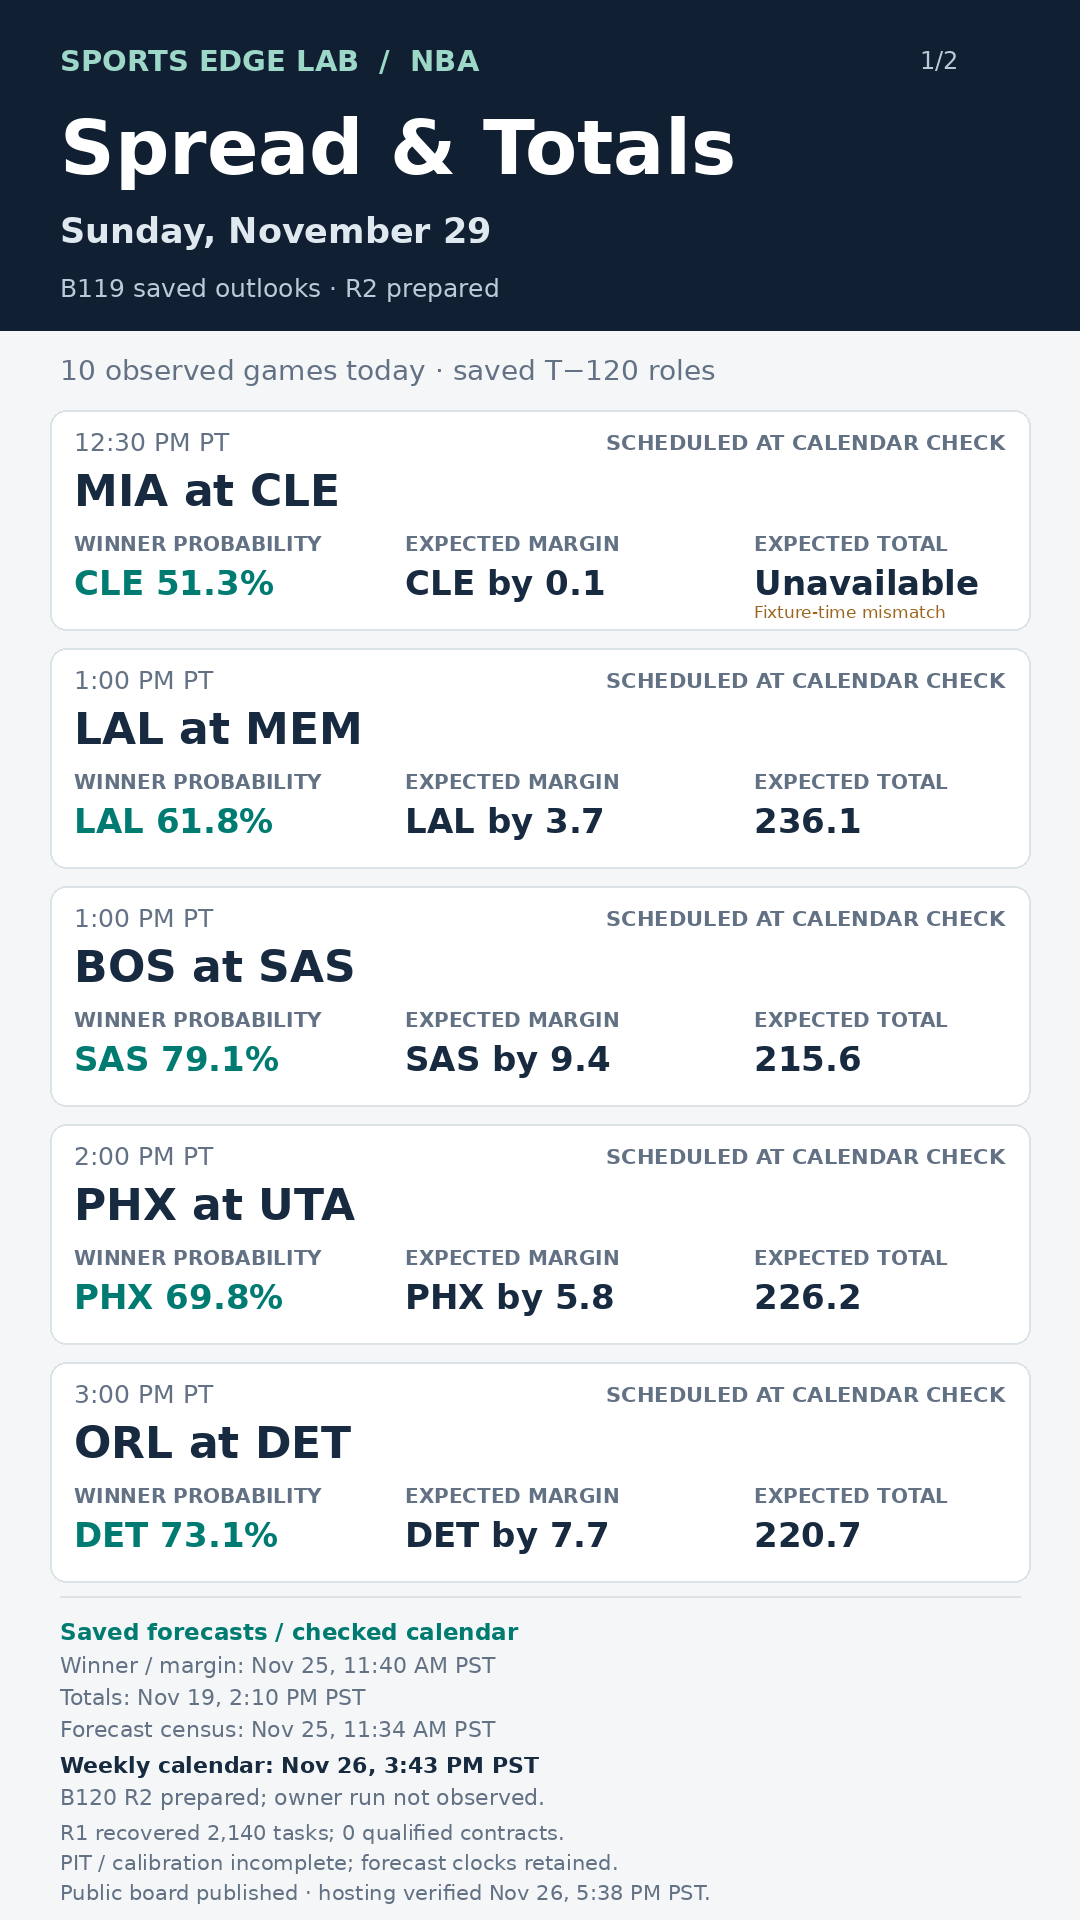 SPORTS EDGE LAB / NBA
1/2
Spread & Totals
Sunday, November 29
B119 saved outlooks · R2 prepared
10 observed games today · saved T−120 roles
12:30 PM PT
SCHEDULED AT CALENDAR CHECK
MIA at CLE
WINNER PROBABILITY
EXPECTED MARGIN
EXPECTED TOTAL
CLE 51.3%
CLE by 0.1
Unavailable
Fixture-time mismatch
1:00 PM PT
SCHEDULED AT CALENDAR CHECK
LAL at MEM
WINNER PROBABILITY
EXPECTED MARGIN
EXPECTED TOTAL
LAL 61.8%
LAL by 3.7
236.1
1:00 PM PT
SCHEDULED AT CALENDAR CHECK
BOS at SAS
WINNER PROBABILITY
EXPECTED MARGIN
EXPECTED TOTAL
SAS 79.1%
SAS by 9.4
215.6
2:00 PM PT
SCHEDULED AT CALENDAR CHECK
PHX at UTA
WINNER PROBABILITY
EXPECTED MARGIN
EXPECTED TOTAL
PHX 69.8%
PHX by 5.8
226.2
3:00 PM PT
SCHEDULED AT CALENDAR CHECK
ORL at DET
WINNER PROBABILITY
EXPECTED MARGIN
EXPECTED TOTAL
DET 73.1%
DET by 7.7
220.7
Saved forecasts / checked calendar
Winner / margin: Nov 25, 11:40 AM PST
Totals: Nov 19, 2:10 PM PST
Forecast census: Nov 25, 11:34 AM PST
Weekly calendar: Nov 26, 3:43 PM PST
B120 R2 prepared; owner run not observed.
R1 recovered 2,140 tasks; 0 qualified contracts.
PIT / calibration incomplete; forecast clocks retained.
Public board published · hosting verified Nov 26, 5:38 PM PST.